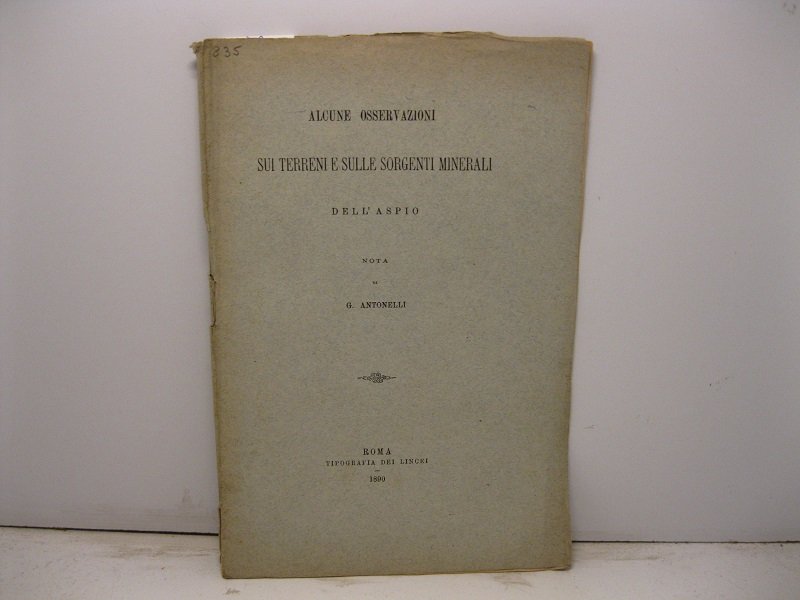 335
ALCUNE OSSERVAZIONI
SUI TERRENI E SULLE SORGENTI MINERALI
DELL'ASPIO
NOTA
DI
G. ANTONELLI
ROMA
TIPOGRAFIA DEI LINCEI
1890